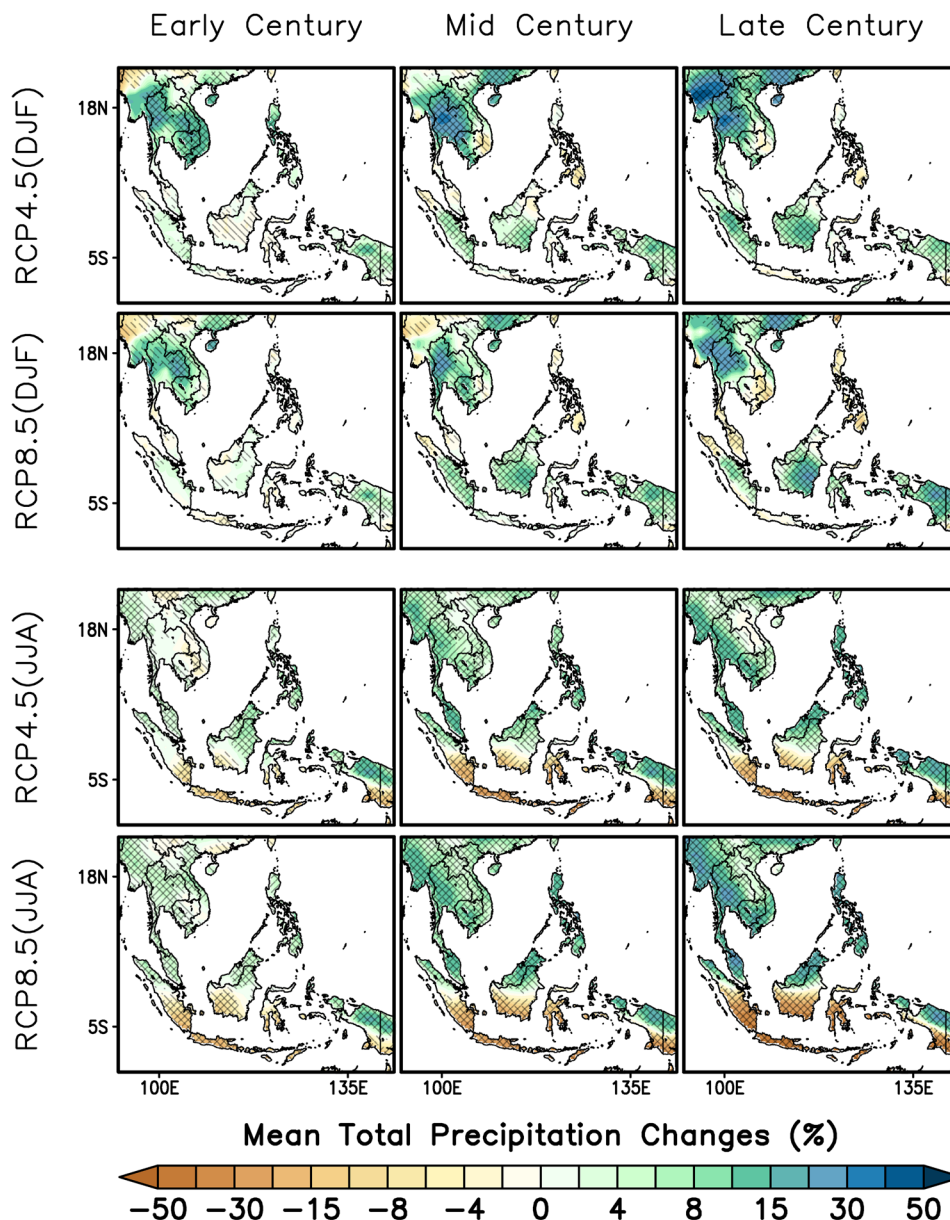 Early Century Mid Century Late Century
RCP4.5(DJF)
18N
5S
RCP8.5(DJF)
18N
5S
RCP4.5(JJA)
18N
5S
RCP8.5(JJA)
18N
5S
100E 135E 100E 135E 100E 135E
Mean Total Precipitation Changes (%)
−50 −30 −15 −8 −4 0 4 8 15 30 50